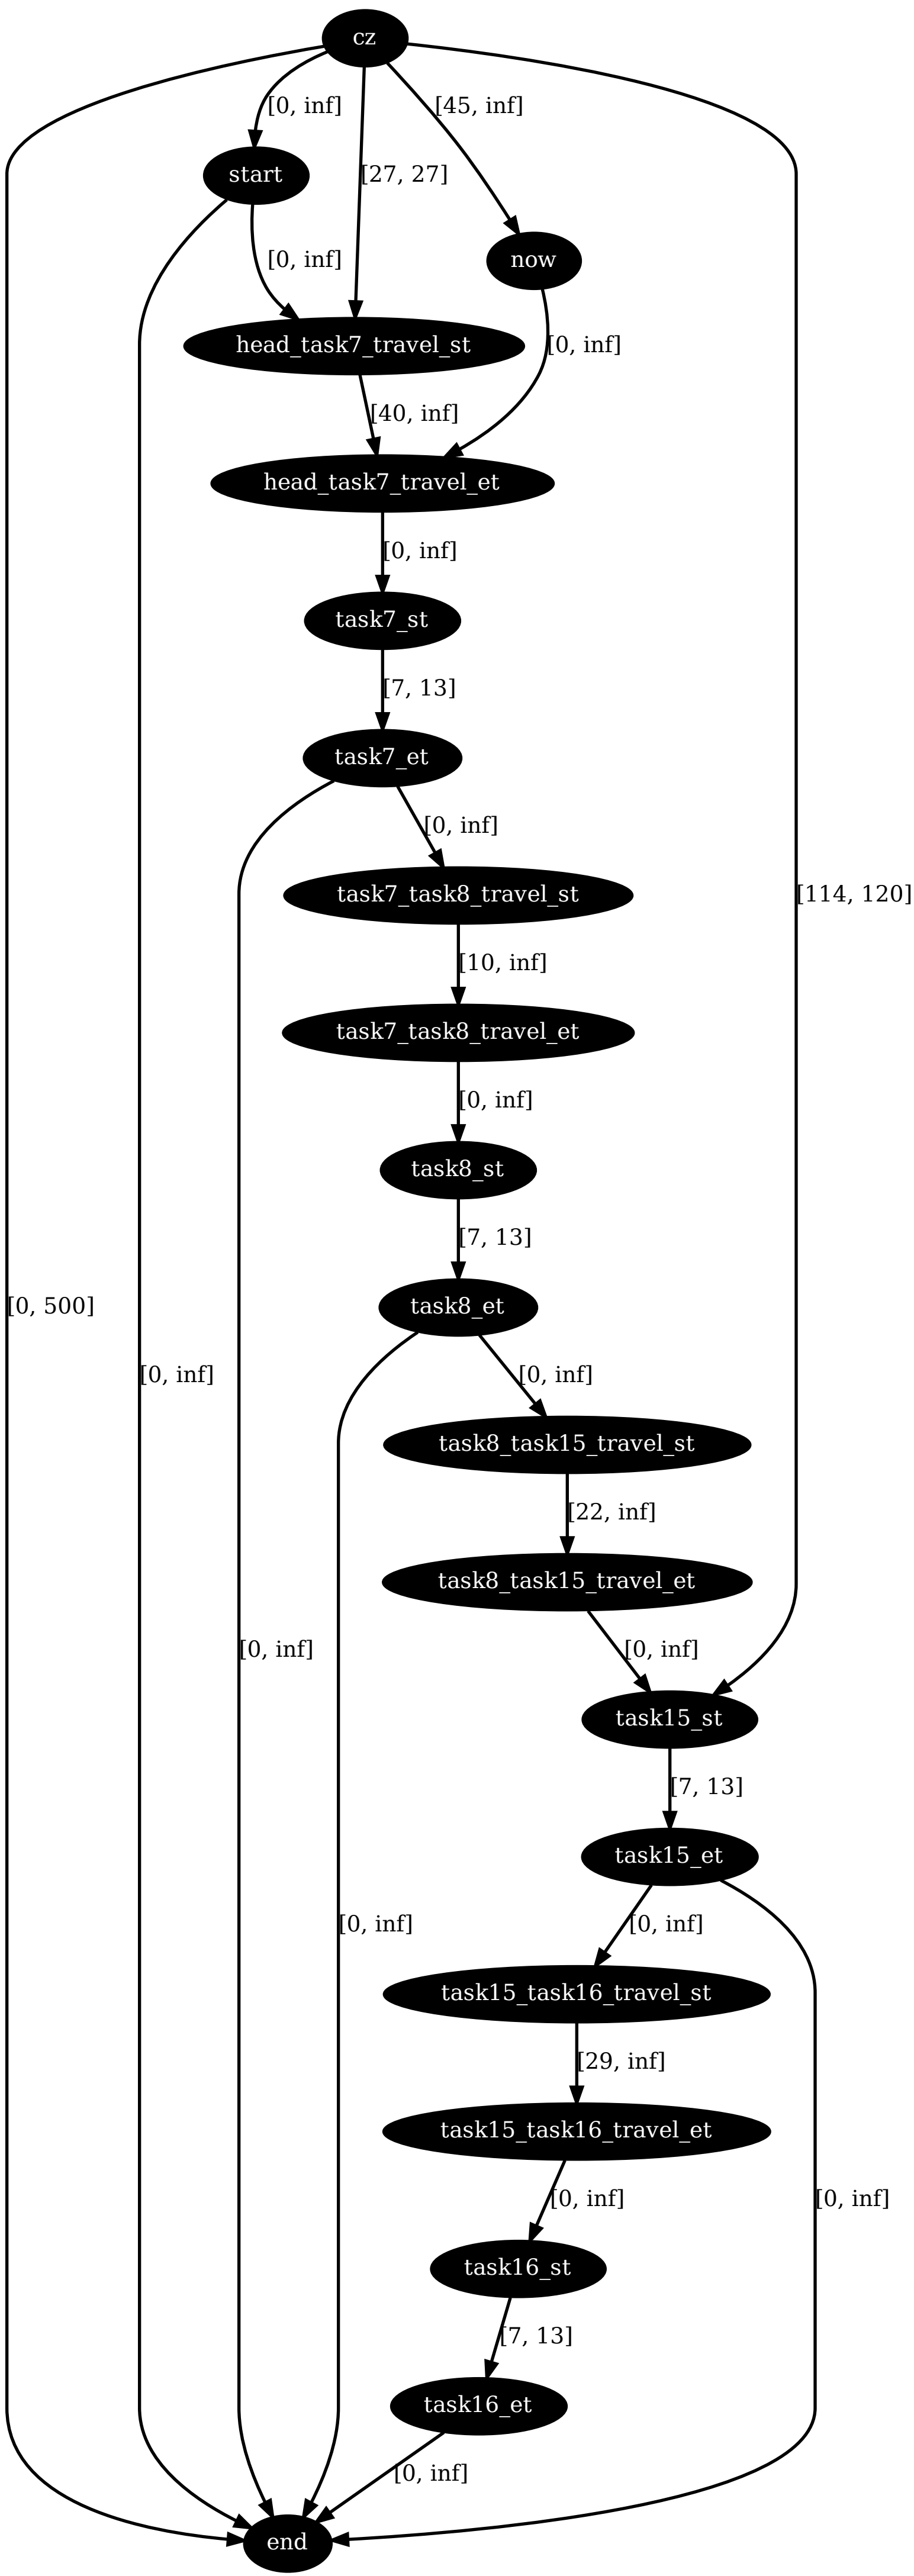 cz
[0, inf]
[45, inf]
[27, 27]
start
now
[0, inf]
head_task7_travel_st
[0, inf]
[40, inf]
head_task7_travel_et
[0, inf]
task7_st
[7, 13]
task7_et
[0, inf]
task7_task8_travel_st
[114, 120]
[10, inf]
task7_task8_travel_et
[0, inf]
task8_st
[7, 13]
task8_et
[0, 500]
[0, inf]
[0, inf]
task8_task15_travel_st
[22, inf]
task8_task15_travel_et
[0, inf]
[0, inf]
task15_st
[7, 13]
task15_et
[0, inf]
[0, inf]
task15_task16_travel_st
[29, inf]
task15_task16_travel_et
[0, inf]
[0, inf]
task16_st
[7, 13]
task16_et
[0, inf]
end